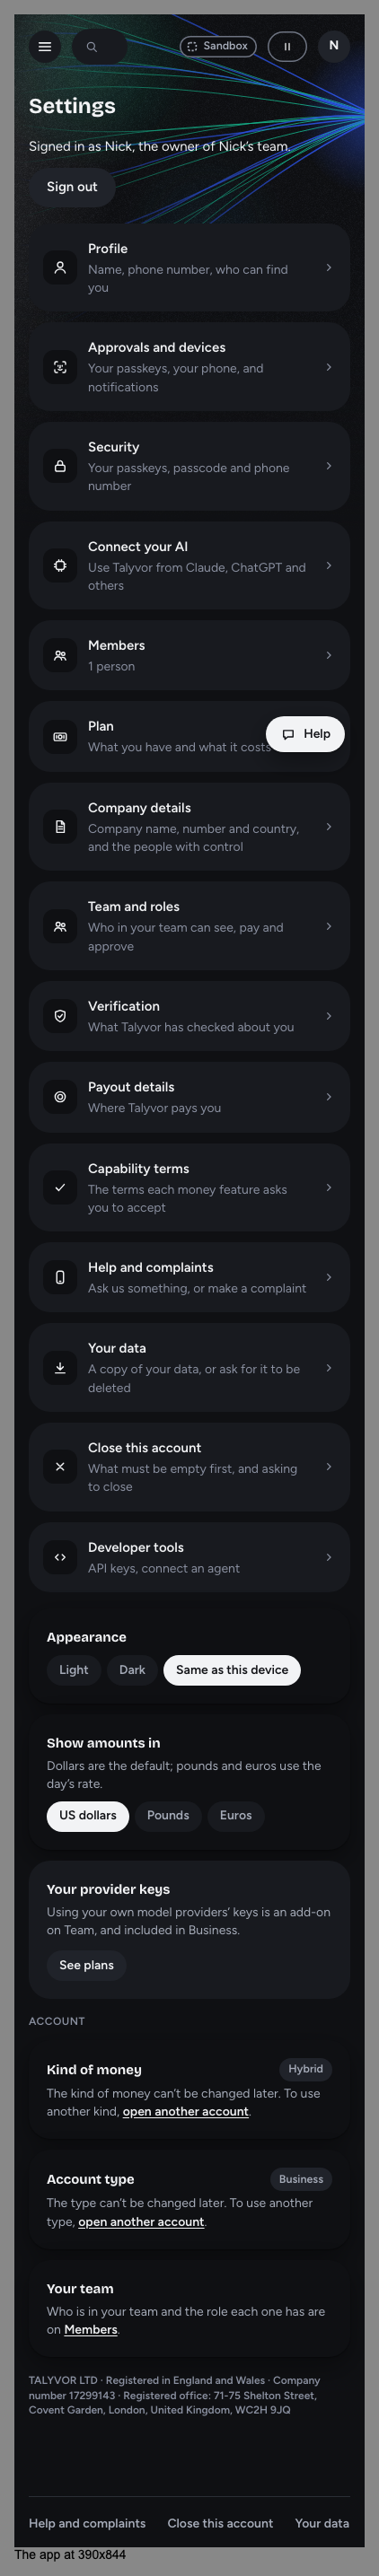 Sandbox
N
Settings
Signed in as Nick, the owner of Nick’s team.
Sign out
Profile
Name, phone number, who can find
you
Approvals and devices
Your passkeys, your phone, and
notifications
Security
Your passkeys, passcode and phone
number
Connect your AI
Use Talyvor from Claude, ChatGPT and
others
Members
1 person
Plan
What you have and what it costs
Help
Company details
Company name, number and country,
and the people with control
Team and roles
Who in your team can see, pay and
approve
Verification
What Talyvor has checked about you
Payout details
Where Talyvor pays you
Capability terms
The terms each money feature asks
you to accept
Help and complaints
Ask us something, or make a complaint
Your data
A copy of your data, or ask for it to be
deleted
Close this account
What must be empty first, and asking
to close
Developer tools
API keys, connect an agent
Appearance
Light
Dark
Same as this device
Show amounts in
Dollars are the default; pounds and euros use the
day’s rate.
US dollars
Pounds
Euros
Your provider keys
Using your own model providers’ keys is an add-on
on Team, and included in Business.
See plans
ACCOUNT
Kind of money
Hybrid
The kind of money can’t be changed later. To use
another kind, open another account.
Account type
Business
The type can’t be changed later. To use another
type, open another account.
Your team
Who is in your team and the role each one has are
on Members.
TALYVOR LTD · Registered in England and Wales · Company
number 17299143 · Registered office: 71-75 Shelton Street,
Covent Garden, London, United Kingdom, WC2H 9JQ
Help and complaints
Close this account
Your data
The app at 390x844